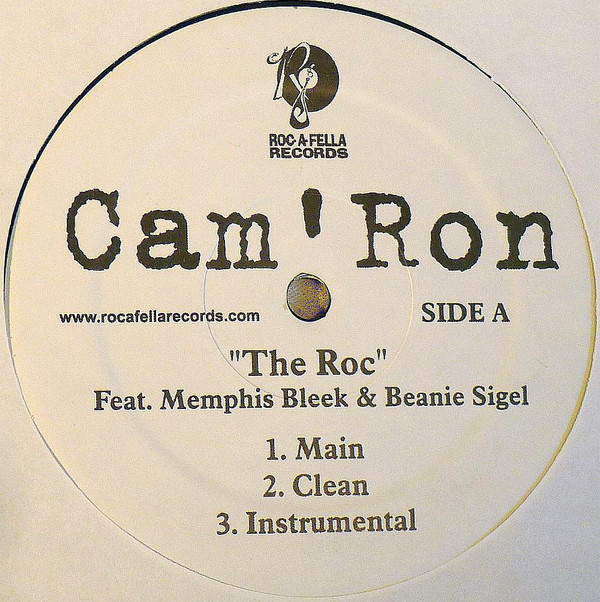 ROC-A-FELLA
RECORDS
Cam'Ron
www.rocafellarecords.com SIDE A
"The Roc"
Feat. Memphis Bleek & Beanie Sigel
1. Main
2. Clean
3. Instrumental